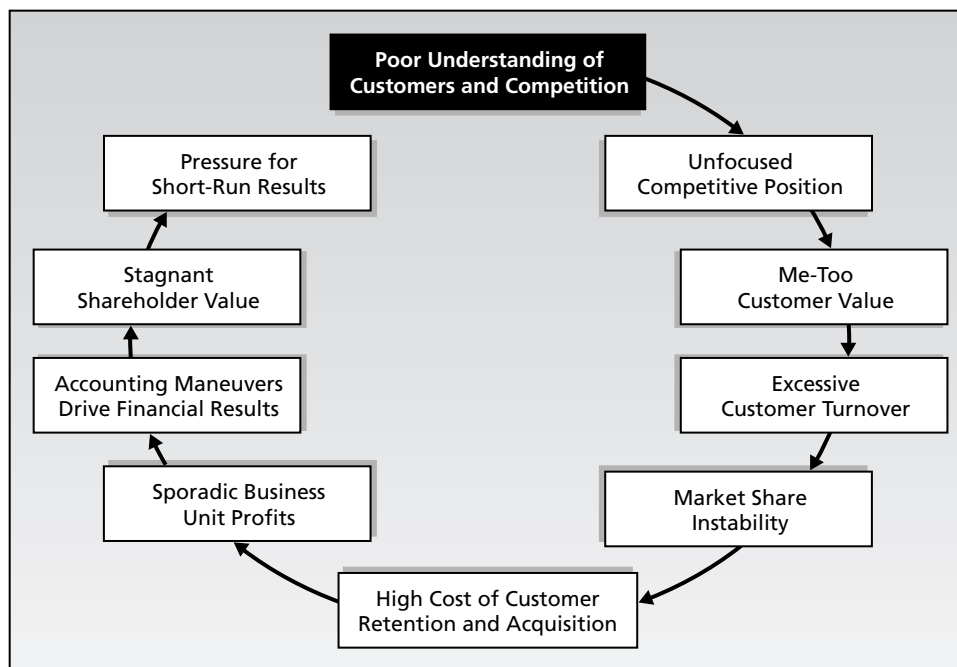 Poor Understanding of
Customers and Competition
Unfocused
Competitive Position
Me-Too
Customer Value
Excessive
Customer Turnover
Market Share
Instability
High Cost of Customer
Retention and Acquisition
Sporadic Business
Unit Profits
Accounting Maneuvers
Drive Financial Results
Stagnant
Shareholder Value
Pressure for
Short-Run Results